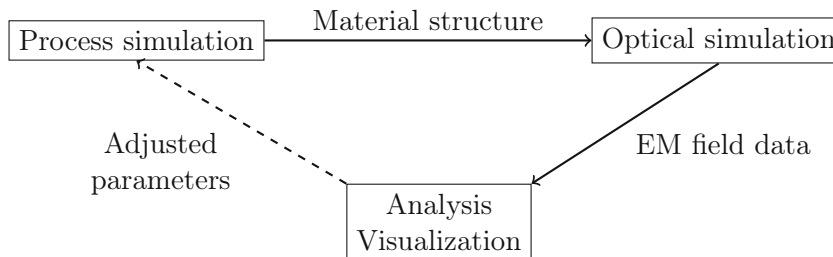 Material structure
Process simulation
Optical simulation
Adjusted
parameters
EM field data
Analysis
Visualization